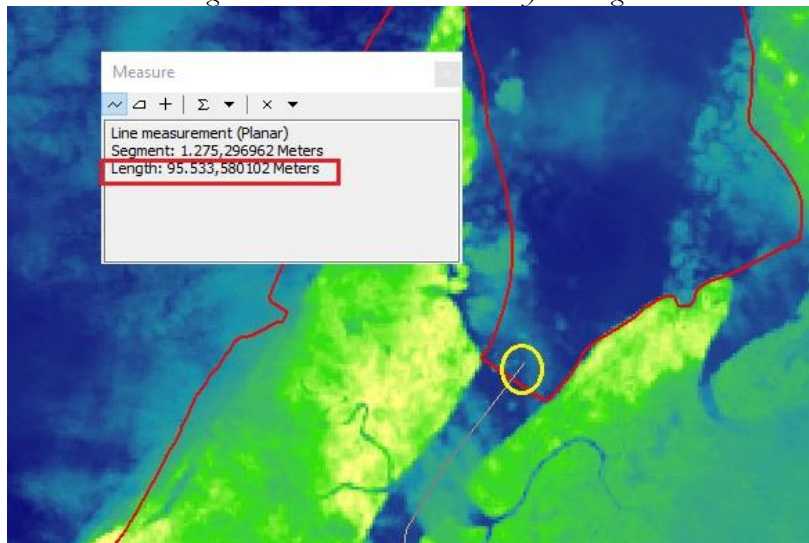 Measure
Σ
Line measurement (Planar)
Segment: 1.275,296962 Meters
Length: 95.533,580102 Meters